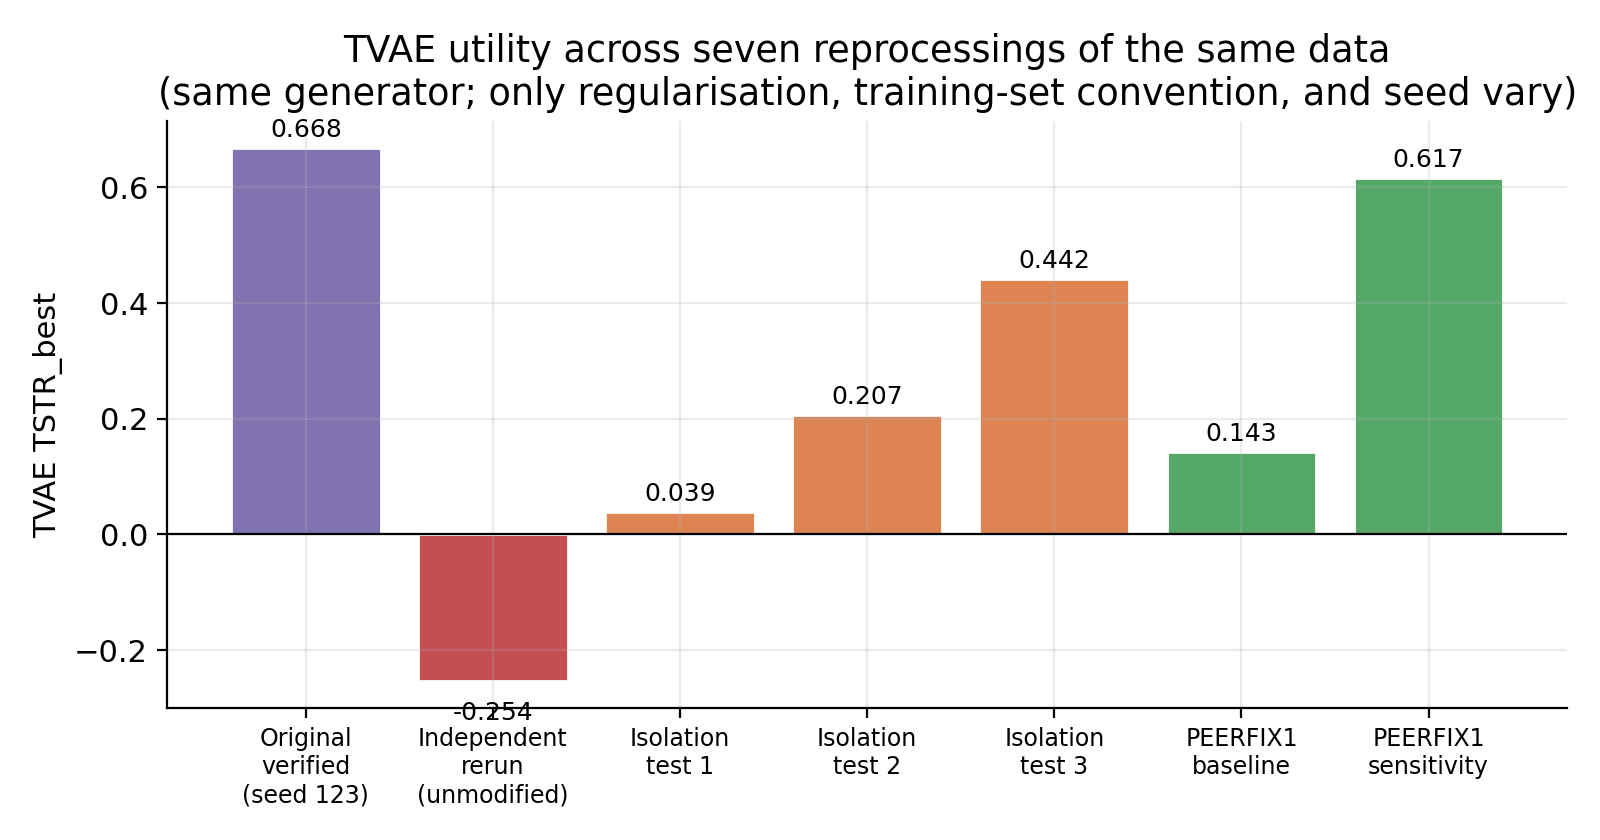 TVAE utility across seven reprocessings of the same data
(same generator; only regularisation, training-set convention, and seed vary)
TVAE TSTR_best
0.6
0.4
0.2
0.0
−0.2
0.668
-0.254
0.039
0.207
0.442
0.143
0.617
Original
verified
(seed 123)
Independent
rerun
(unmodified)
Isolation
test 1
Isolation
test 2
Isolation
test 3
PEERFIX1
baseline
PEERFIX1
sensitivity